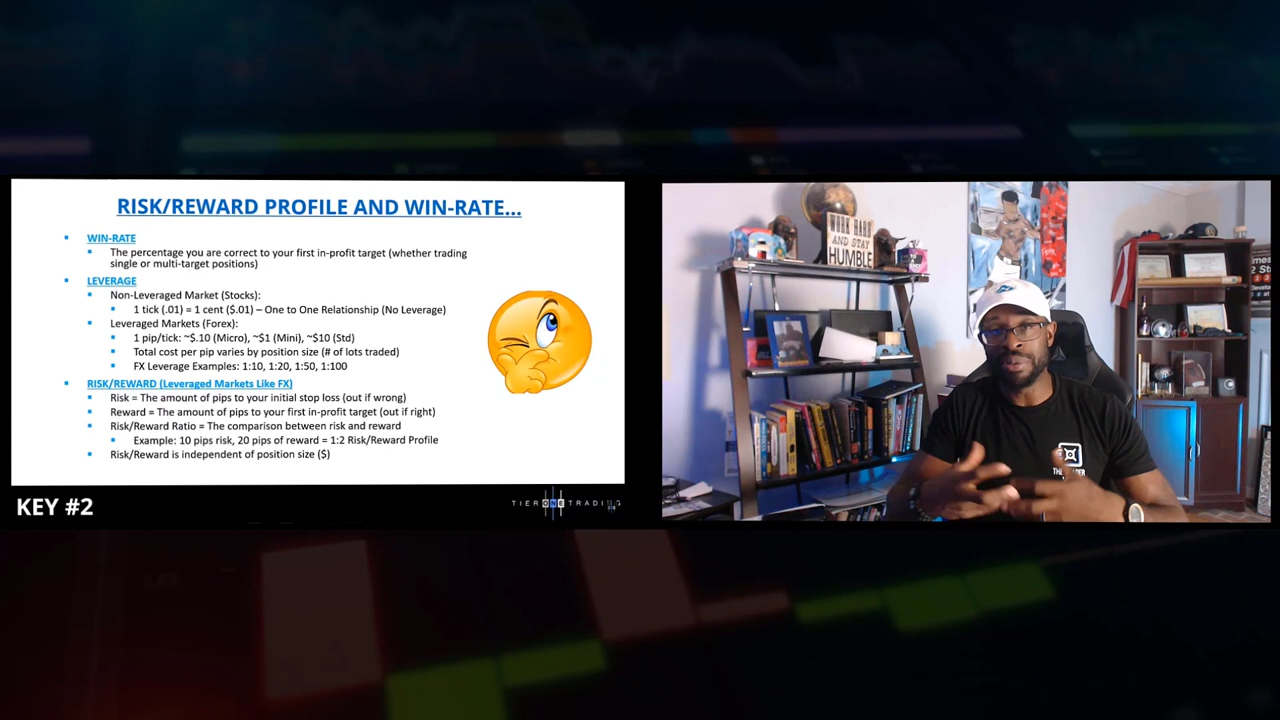 RISK/REWARD PROFILE AND WIN-RATE...
WIN-RATE
The percentage you are correct to your first in-profit target (whether trading
single or multi-target positions)
LEVERAGE
Non-Leveraged Market (Stocks):
1 tick (.01) = 1 cent ($.01) – One to One Relationship (No Leverage)
Leveraged Markets (Forex):
1 pip/tick: ~$.10 (Micro), ~$1 (Mini), ~$10 (Std)
Total cost per pip varies by position size (# of lots traded)
FX Leverage Examples: 1:10, 1:20, 1:50, 1:100
RISK/REWARD (Leveraged Markets Like FX)
Risk = The amount of pips to your initial stop loss (out if wrong)
Reward = The amount of pips to your first in-profit target (out if right)
Risk/Reward Ratio = The comparison between risk and reward
Example: 10 pips risk, 20 pips of reward = 1:2 Risk/Reward Profile
Risk/Reward is independent of position size ($)
KEY #2
TIER ONE TRADING
WORK HARD
AND STAY
HUMBLE